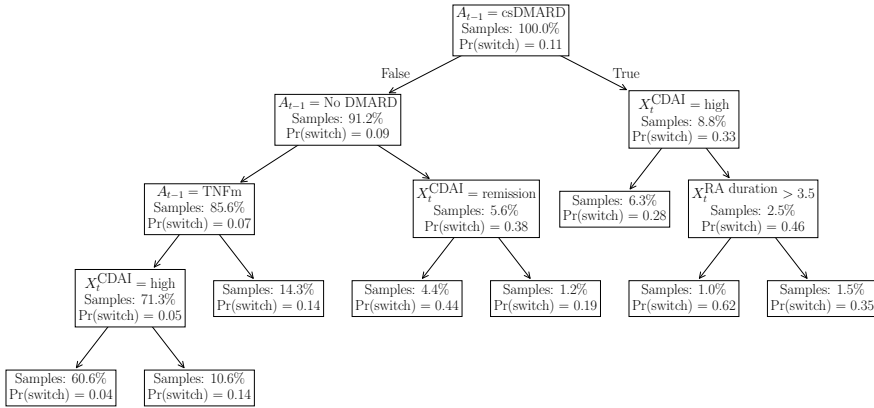 A_{t−1} = csDMARD
Samples: 100.0%
Pr(switch) = 0.11
False
True
A_{t−1} = No DMARD
Samples: 91.2%
Pr(switch) = 0.09
X_t^{CDAI} = high
Samples: 8.8%
Pr(switch) = 0.33
A_{t−1} = TNFm
Samples: 85.6%
Pr(switch) = 0.07
X_t^{CDAI} = remission
Samples: 5.6%
Pr(switch) = 0.38
Samples: 6.3%
Pr(switch) = 0.28
X_t^{RA duration} > 3.5
Samples: 2.5%
Pr(switch) = 0.46
X_t^{CDAI} = high
Samples: 71.3%
Pr(switch) = 0.05
Samples: 14.3%
Pr(switch) = 0.14
Samples: 4.4%
Pr(switch) = 0.44
Samples: 1.2%
Pr(switch) = 0.19
Samples: 1.0%
Pr(switch) = 0.62
Samples: 1.5%
Pr(switch) = 0.35
Samples: 60.6%
Pr(switch) = 0.04
Samples: 10.6%
Pr(switch) = 0.14